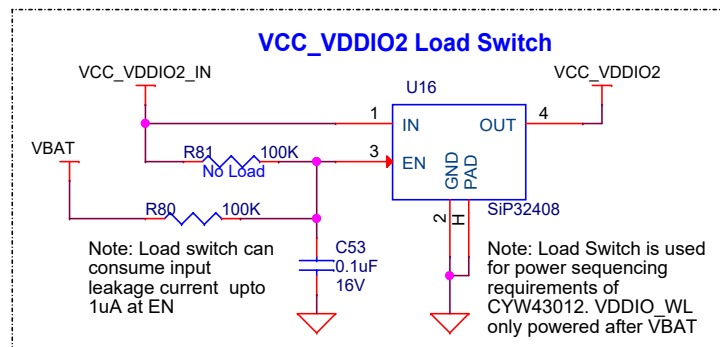 VCC_VDDIO2 Load Switch
VCC_VDDIO2_IN
VCC_VDDIO2
U16
1
IN
OUT
4
VBAT
R81
100K
No Load
3
EN
GND
PAD
R80
100K
2
H
SiP32408
C53
0.1uF
16V
Note: Load switch can
consume input
leakage current  upto
1uA at EN
Note: Load Switch is used
for power sequencing
requirements of
CYW43012. VDDIO_WL
only powered after VBAT